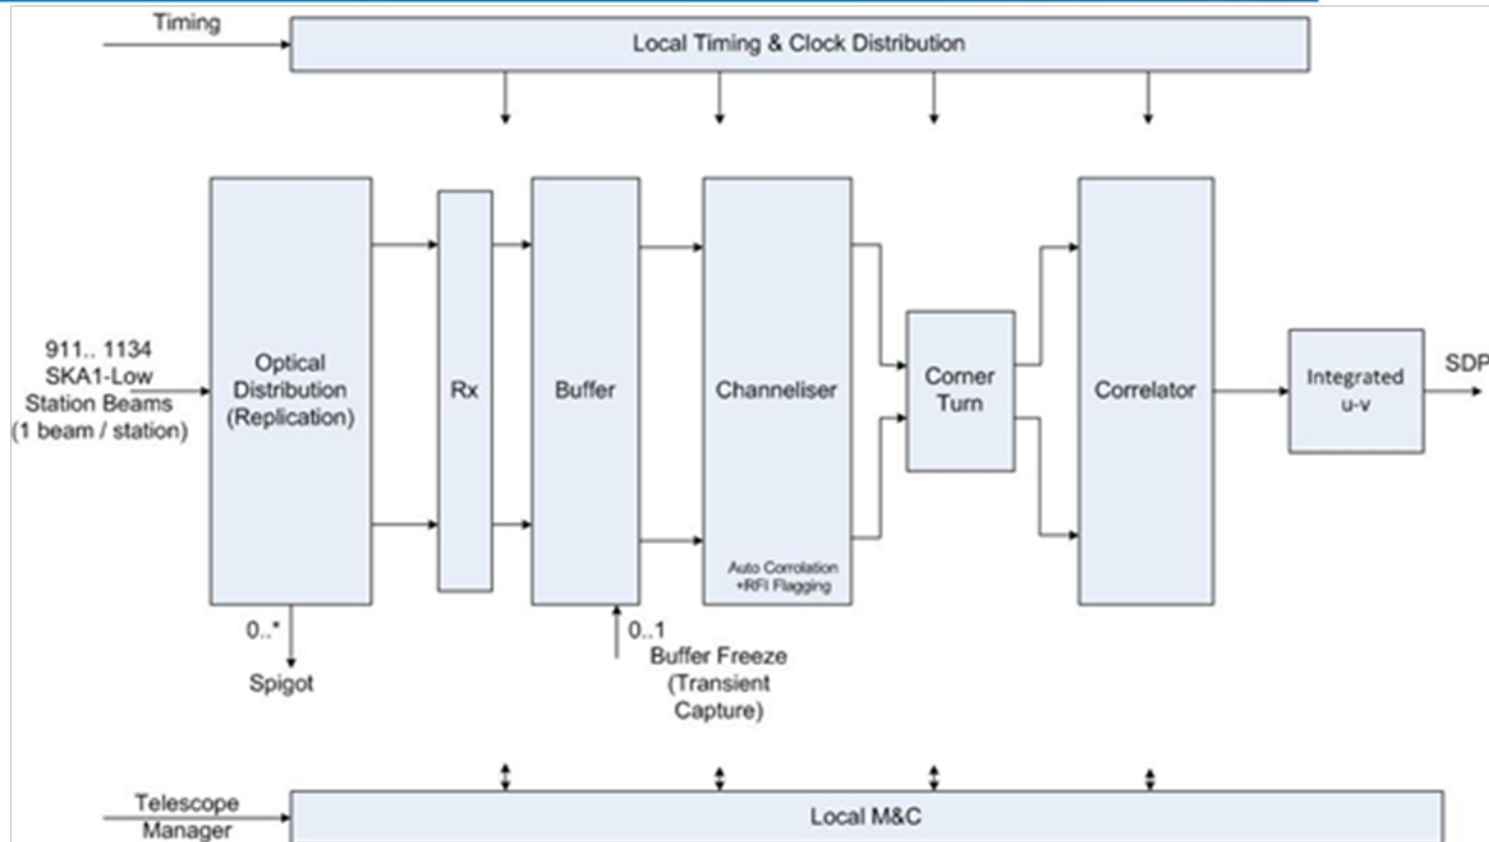 Timing
Local Timing & Clock Distribution
911.. 1134
SKA1-Low
Station Beams
(1 beam / station)
Optical
Distribution
(Replication)
Rx
Buffer
Channeliser
Auto Corrolation
+RFI Flagging
Corner
Turn
Correlator
Integrated
u-v
SDP
0..*
Spigot
0..1
Buffer Freeze
(Transient
Capture)
Telescope
Manager
Local M&C